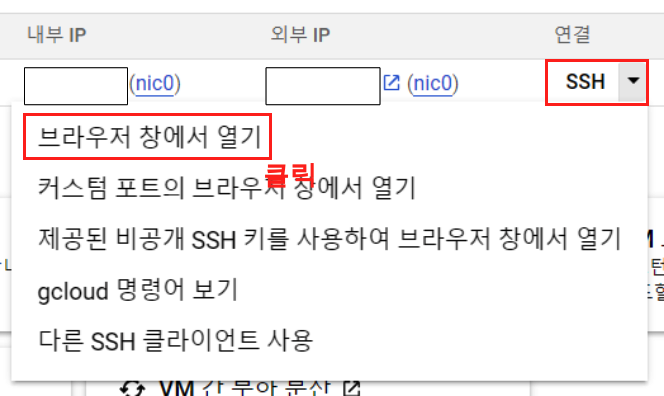 내부 IP 외부 IP 연결
(nic0) (nic0) SSH
브라우저 창에서 열기
클릭
커스텀 포트의 브라우저 창에서 열기
제공된 비공개 SSH 키를 사용하여 브라우저 창에서 열기
gcloud 명령어 보기
다른 SSH 클라이언트 사용
VM 간 부하 분산